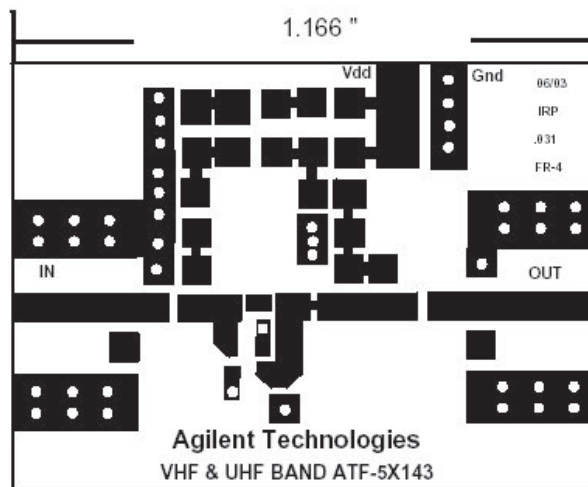 1.166 "
Vdd
Gnd
06/03
IRP
.031
FR-4
IN
OUT
Agilent Technologies
VHF & UHF BAND ATF-5X143